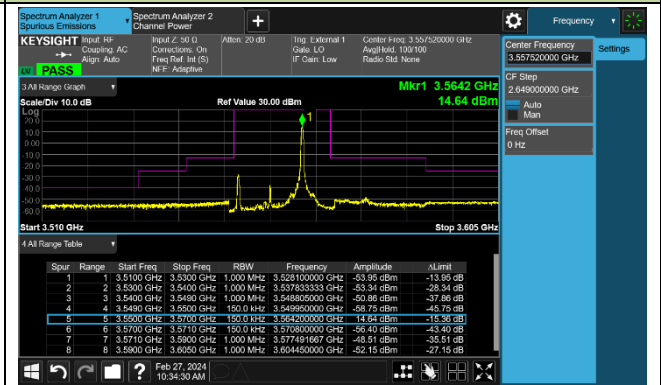 Spectrum Analyzer 1
Spurious Emissions
Spectrum Analyzer 2
Channel Power
Frequency
KEYSIGHT
Input: RF
Coupling: AC
Align: Auto
Input Z: 50 Ω
Corrections: On
Freq Ref: Int (S)
NFE: Adaptive
Atten: 20 dB
Trig: External 1
Gate: LO
IF Gain: Low
Center Freq: 3.557520000 GHz
Avg|Hold: 100/100
Radio Std: None
LV PASS
Center Frequency
3.557520000 GHz
Settings
CF Step
2.649000000 GHz
Auto
Man
Freq Offset
0 Hz
3 All Range Graph
Mkr1 3.5642 GHz
14.64 dBm
Scale/Div 10.0 dB
Ref Value 30.00 dBm
Log
20.0
10.0
0.00
-10.0
-20.0
-30.0
-40.0
-50.0
-60.0
1
Start 3.510 GHz
Stop 3.605 GHz
4 All Range Table
Spur Range Start Freq Stop Freq RBW Frequency Amplitude ΔLimit
1 1 3.5100 GHz 3.5300 GHz 1.000 MHz 3.528100000 GHz -53.95 dBm -13.95 dB
2 2 3.5300 GHz 3.5400 GHz 1.000 MHz 3.537833333 GHz -53.34 dBm -28.34 dB
3 3 3.5400 GHz 3.5490 GHz 1.000 MHz 3.548805000 GHz -50.86 dBm -37.86 dB
4 4 3.5490 GHz 3.5500 GHz 150.0 kHz 3.549950000 GHz -58.75 dBm -45.75 dB
5 5 3.5500 GHz 3.5700 GHz 150.0 kHz 3.564200000 GHz 14.64 dBm -15.36 dB
6 6 3.5700 GHz 3.5710 GHz 150.0 kHz 3.570800000 GHz -56.40 dBm -43.40 dB
7 7 3.5710 GHz 3.5900 GHz 1.000 MHz 3.577491667 GHz -48.51 dBm -35.51 dB
8 8 3.5900 GHz 3.6050 GHz 1.000 MHz 3.604450000 GHz -52.15 dBm -27.15 dB
Feb 27, 2024
10:34:30 AM